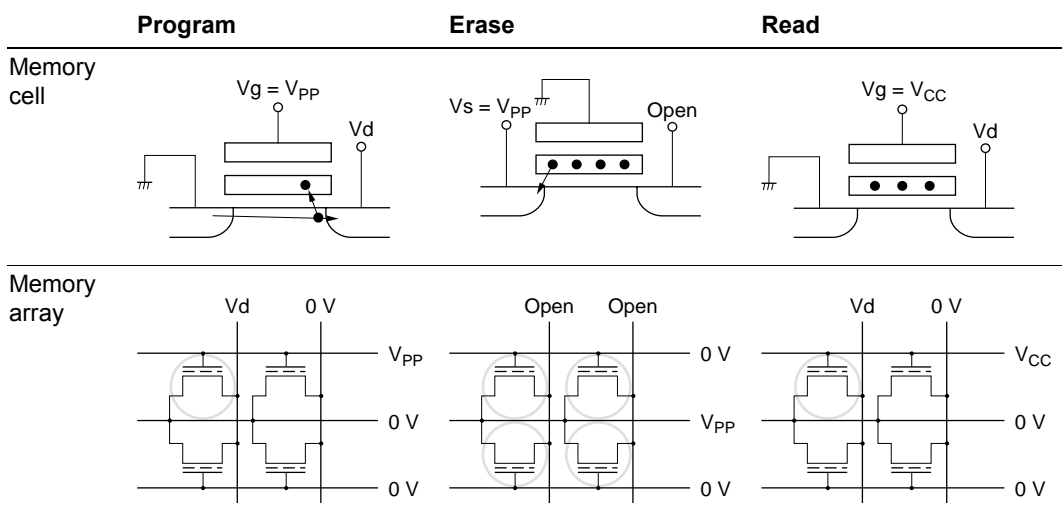 Program Erase Read
Memory
cell
Vg = VPP
Vd
Vs = VPP
Open
Vg = VCC
Vd
Memory
array
Vd 0 V
VPP
0 V
0 V
Open Open
0 V
VPP
0 V
Vd 0 V
VCC
0 V
0 V